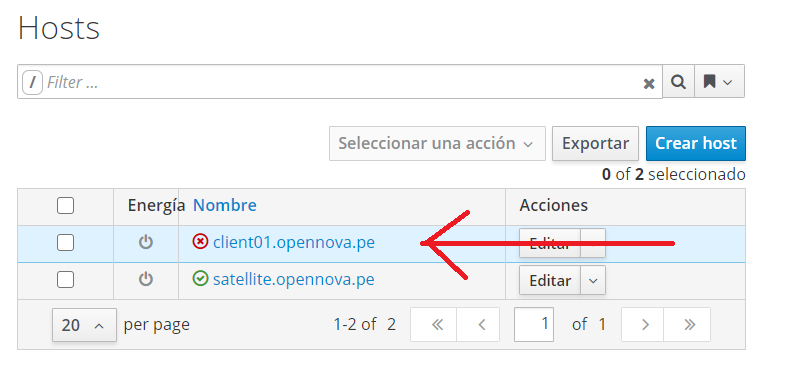 Hosts
/ Filter ...
Seleccionar una acción Exportar Crear host
0 of 2 seleccionado
Energía Nombre Acciones
client01.opennova.pe Editar
satellite.opennova.pe Editar
20 per page 1-2 of 2 « ‹ 1 of 1 › »